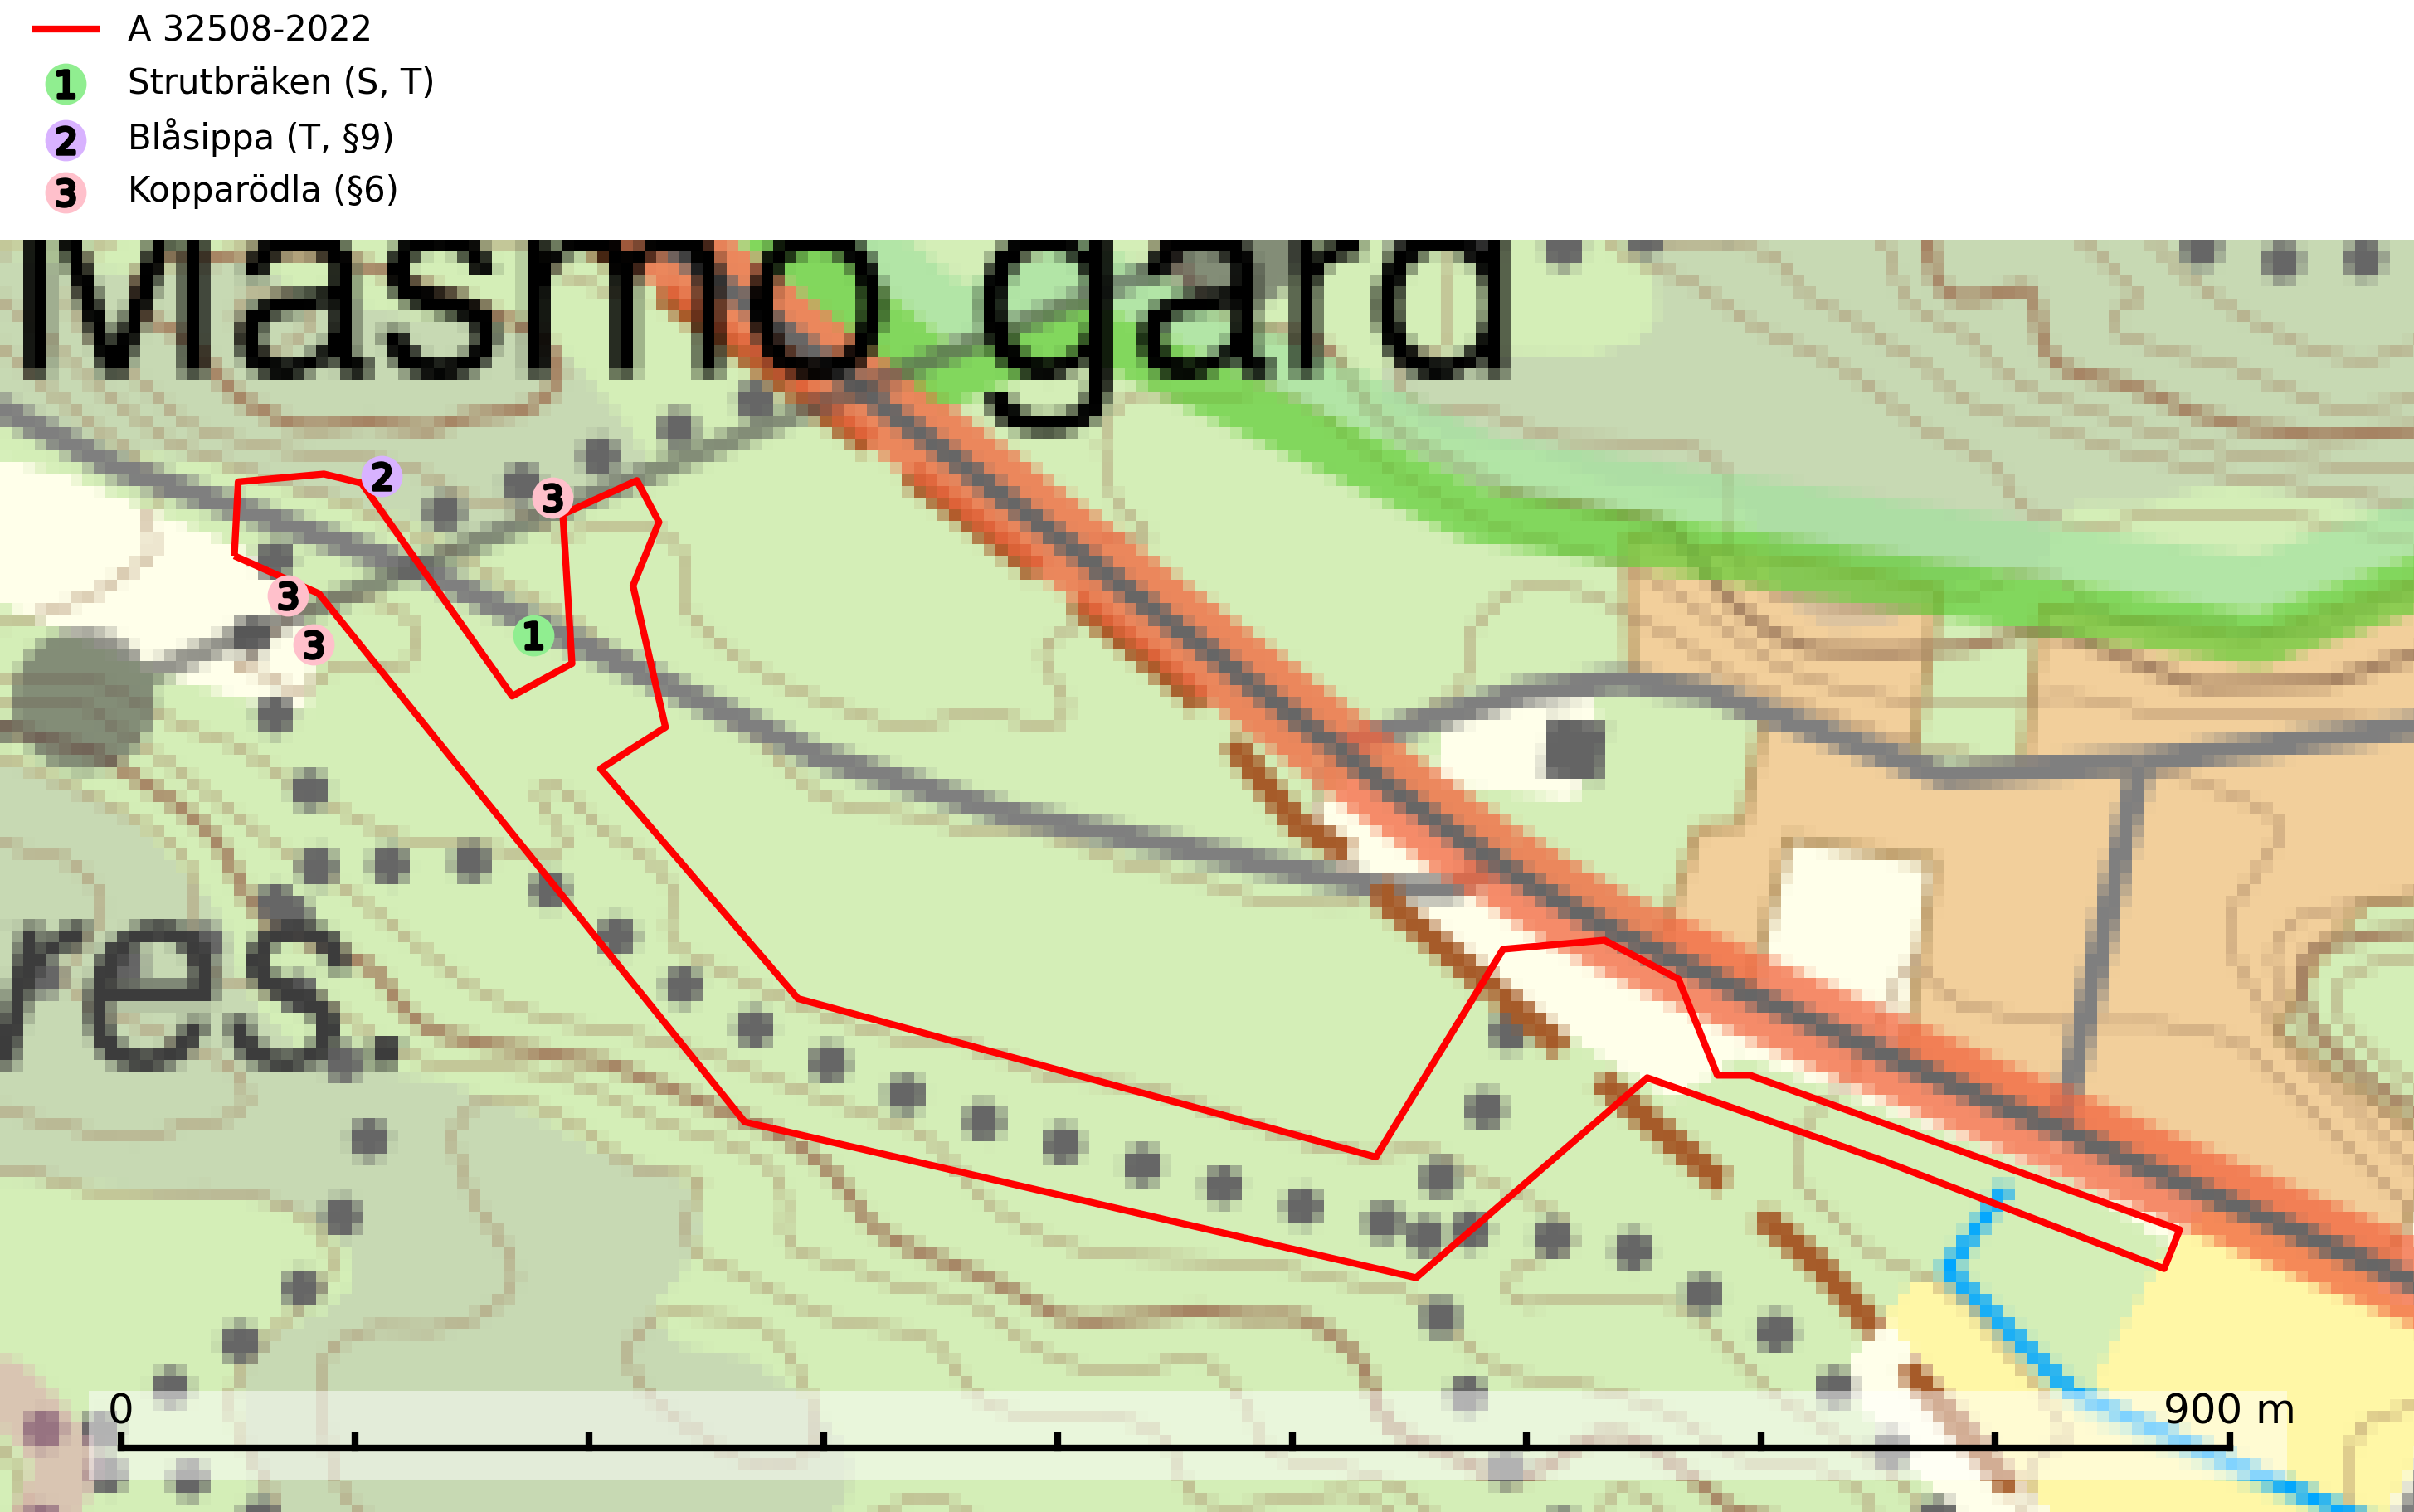 A 32508-2022
1 Strutbräken (S, T)
2 Blåsippa (T, §9)
3 Kopparödla (§6)
Masmo gård
2
3
3
1
3
res.
0 900 m